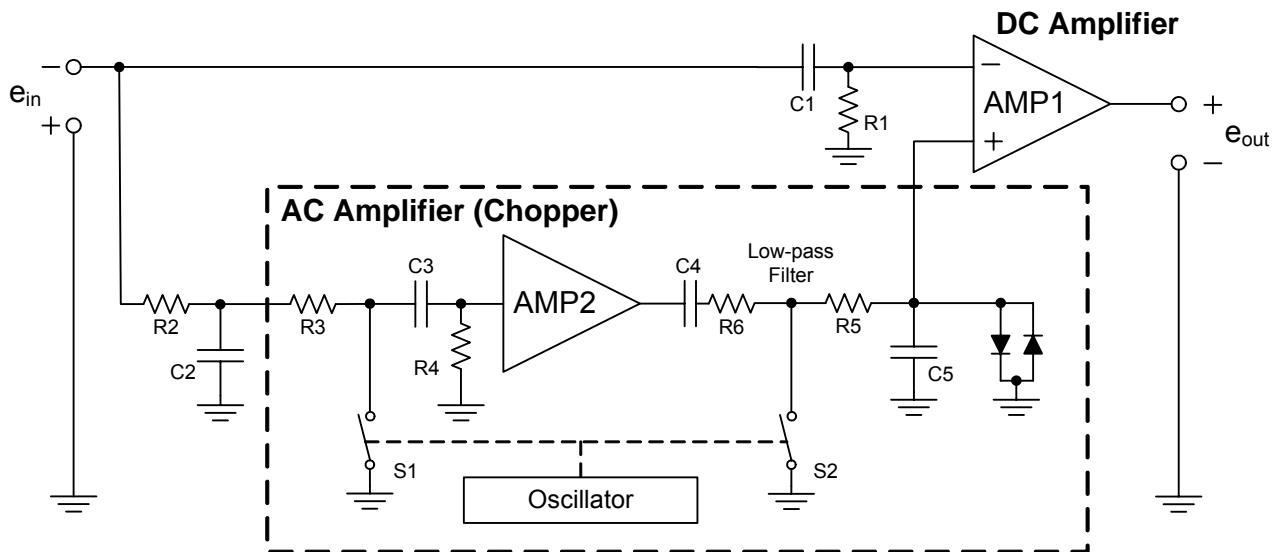 DC Amplifier
−
e_in
+
C1
R1
−
AMP1
+
+
e_out
−
AC Amplifier (Chopper)
R2
C2
R3
C3
R4
AMP2
C4
R6
Low-pass
Filter
R5
C5
S1
S2
Oscillator